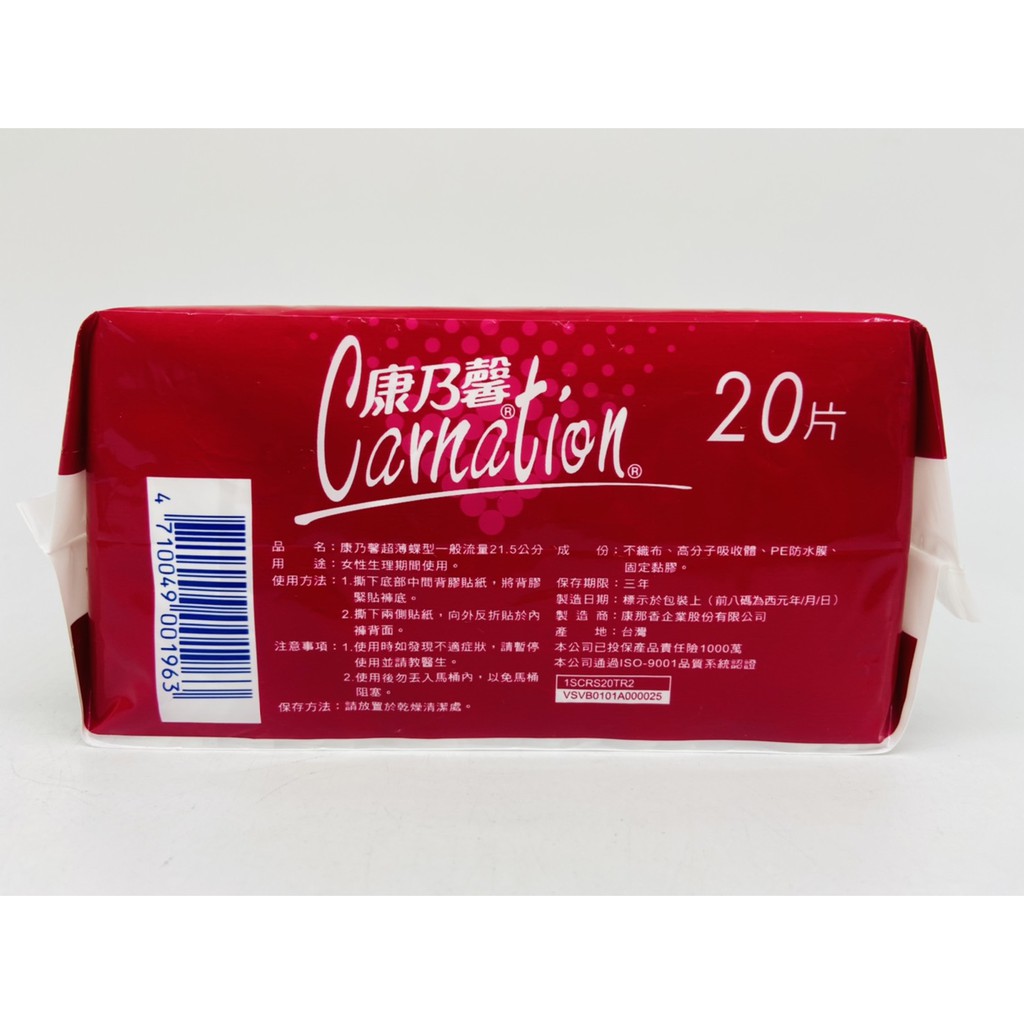 康乃馨®
Carnation®
20片
4 710049 001963
品　　名：康乃馨超薄蝶型一般流量21.5公分
用　　途：女性生理期間使用。
使用方法：1.撕下底部中間背膠貼紙，將背膠
緊貼褲底。
2.撕下兩側貼紙，向外反折貼於內
褲背面。
注意事項：1.使用時如發現不適症狀，請暫停
使用並請教醫生。
2.使用後勿丟入馬桶內，以免馬桶
阻塞。
保存方法：請放置於乾燥清潔處。
成　　份：不織布、高分子吸收體、PE防水膜、
固定黏膠。
保存期限：三年
製造日期：標示於包裝上（前八碼為西元年/月/日）
製 造 商：康那香企業股份有限公司
產　　地：台灣
本公司已投保產品責任險1000萬
本公司通過ISO-9001品質系統認證
1SCRS20TR2
VSVB0101A000025